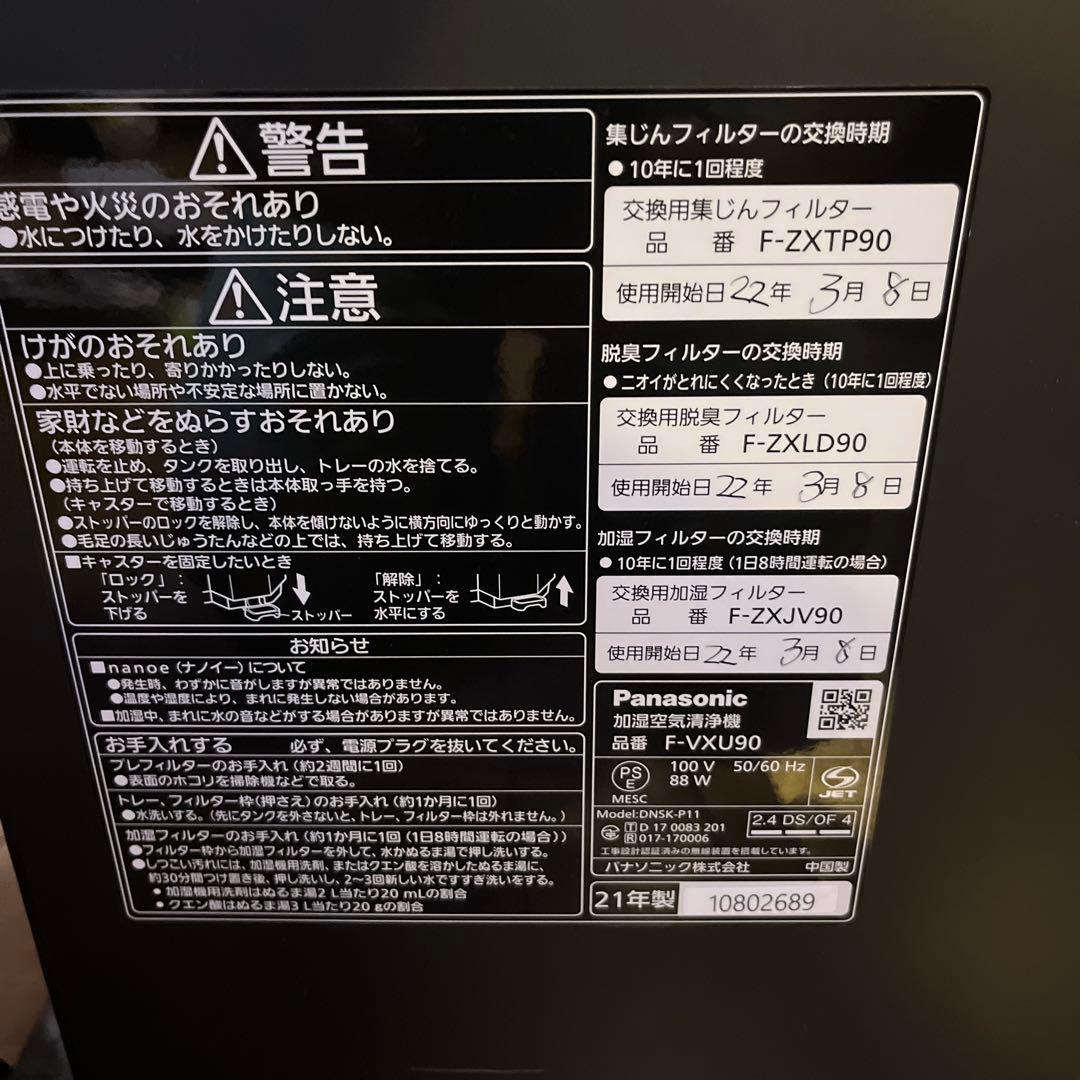 警告
感電や火災のおそれあり
●水につけたり、水をかけたりしない。
注意
けがのおそれあり
●上に乗ったり、寄りかかったりしない。
●水平でない場所や不安定な場所に置かない。
家財などをぬらすおそれあり
(本体を移動するとき)
●運転を止め、タンクを取り出し、トレーの水を捨てる。
●持ち上げて移動するときは本体取っ手を持つ。
(キャスターで移動するとき)
●ストッパーのロックを解除し、本体を傾けないように横方向にゆっくりと動かす。
●毛足の長いじゅうたんなどの上では、持ち上げて移動する。
■キャスターを固定したいとき
「ロック」:
ストッパーを
下げる
ストッパー
「解除」:
ストッパーを
水平にする
お知らせ
■nanoe(ナノイー)について
●発生時、わずかに音がしますが異常ではありません。
●温度や湿度により、まれに発生しない場合があります。
■加湿中、まれに水の音などがする場合がありますが異常ではありません。
お手入れする 必ず、電源プラグを抜いてください。
プレフィルターのお手入れ(約2週間に1回)
●表面のホコリを掃除機などで取る。
トレー、フィルター枠(押さえ)のお手入れ(約1か月に1回)
●水洗いする。(先にタンクを外さないと、トレー、フィルター枠は外れません。)
加湿フィルターのお手入れ(約1か月に1回(1日8時間運転の場合))
●フィルター枠から加湿フィルターを外して、水かぬるま湯で押し洗いする。
●しつこい汚れには、加湿機用洗剤、またはクエン酸を溶かしたぬるま湯に、
約30分間つけ置き後、押し洗いし、2~3回新しい水ですすぎ洗いをする。
・加湿機用洗剤はぬるま湯2 L当たり20 mLの割合
・クエン酸はぬるま湯3 L当たり20 gの割合
集じんフィルターの交換時期
●10年に1回程度
交換用集じんフィルター
品番 F-ZXTP90
使用開始日22年3月8日
脱臭フィルターの交換時期
●ニオイがとれにくくなったとき(10年に1回程度)
交換用脱臭フィルター
品番 F-ZXLD90
使用開始日22年3月8日
加湿フィルターの交換時期
●10年に1回程度(1日8時間運転の場合)
交換用加湿フィルター
品番 F-ZXJV90
使用開始日22年3月8日
Panasonic
加湿空気清浄機
品番 F-VXU90
PS
E
MESC
100 V 50/60 Hz
88 W
JET
Model:DNSK-P11
T D 17 0083 201
R 017-170006
2.4 DS/OF 4
工事設計認証済みの無線装置を搭載しています。
パナソニック株式会社 中国製
21年製 10802689